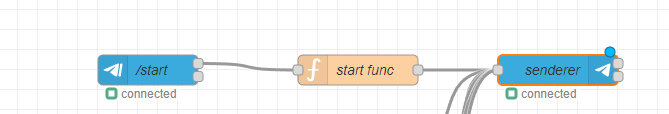 /start
start func
senderer
connected
connected